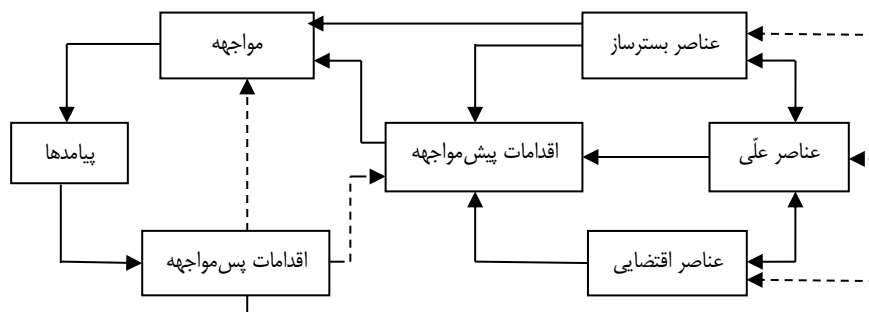 عناصر بسترساز
مواجهه
عناصر علّی
اقدامات پیش‌مواجهه
پیامدها
عناصر اقتضایی
اقدامات پس‌مواجهه